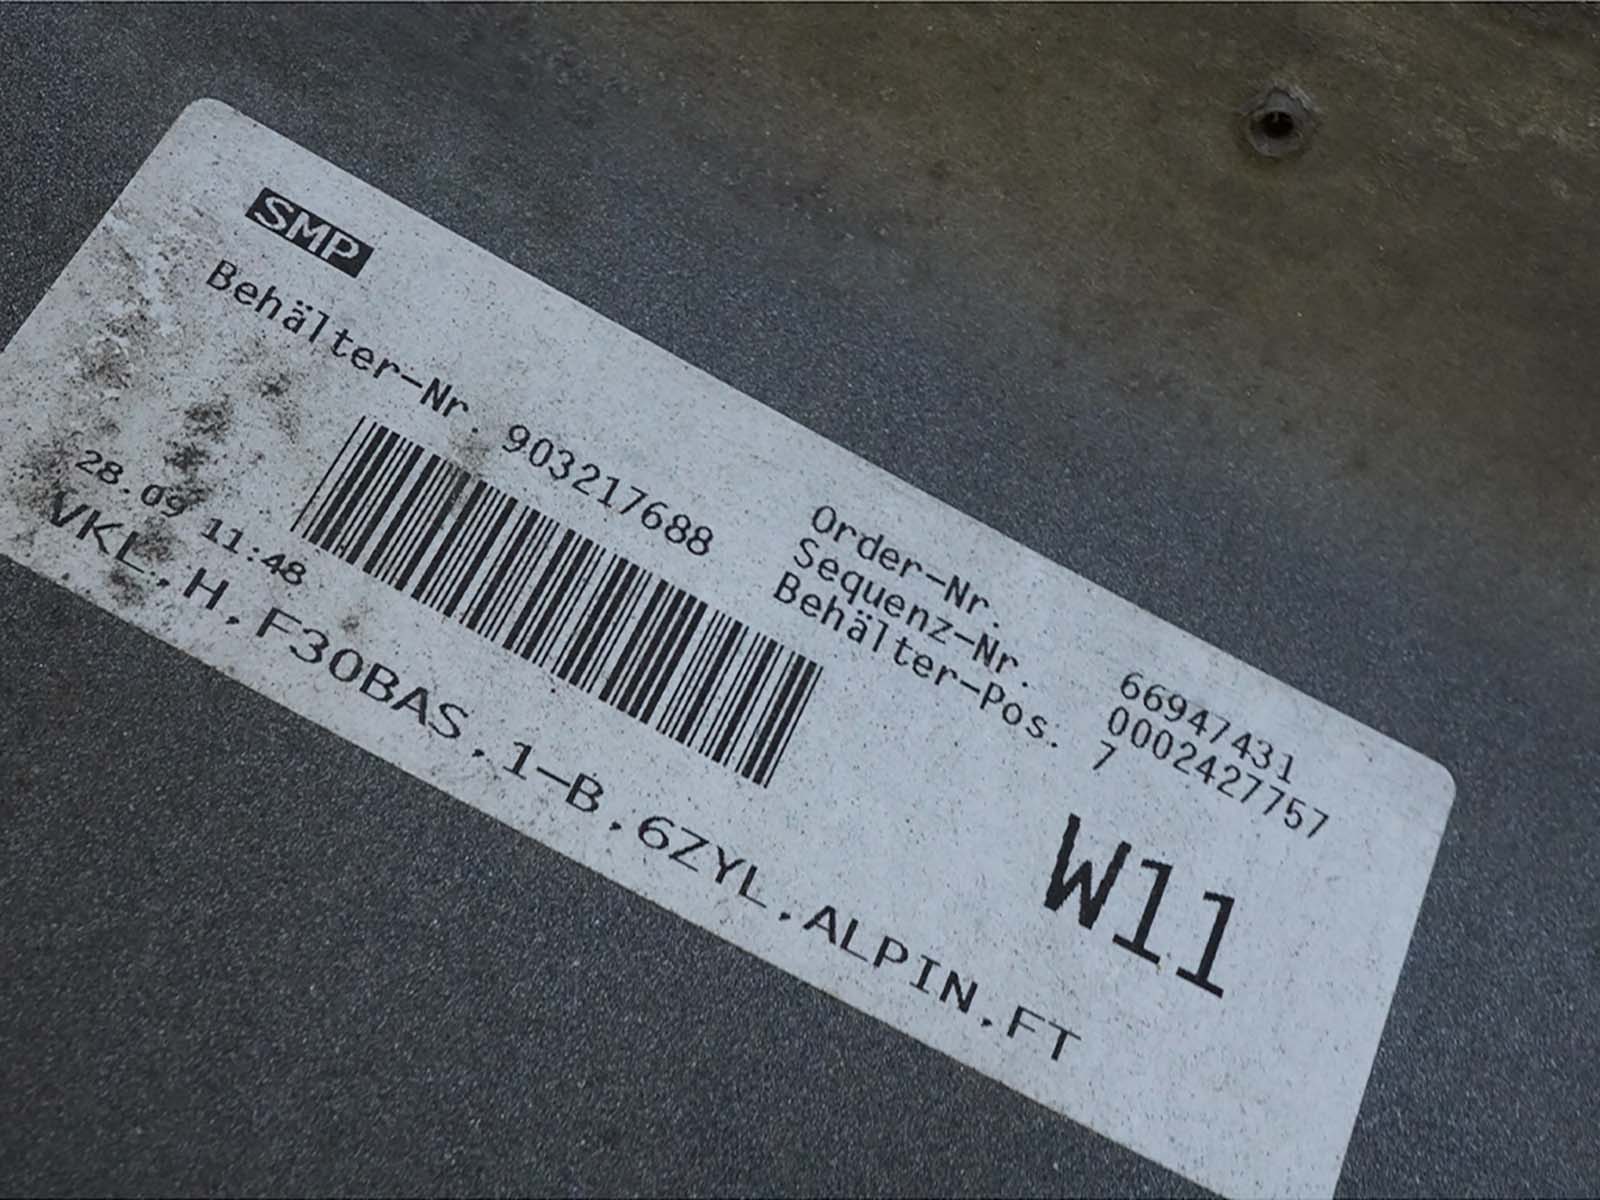 SMP
Behälter-Nr. 903217688
Order-Nr. 66947431
Sequenz-Nr. 0002427757
Behälter-Pos. 7
28.09 11:48
W11
VKL,H,F30BAS,1-B,6ZYL,ALPIN,FT